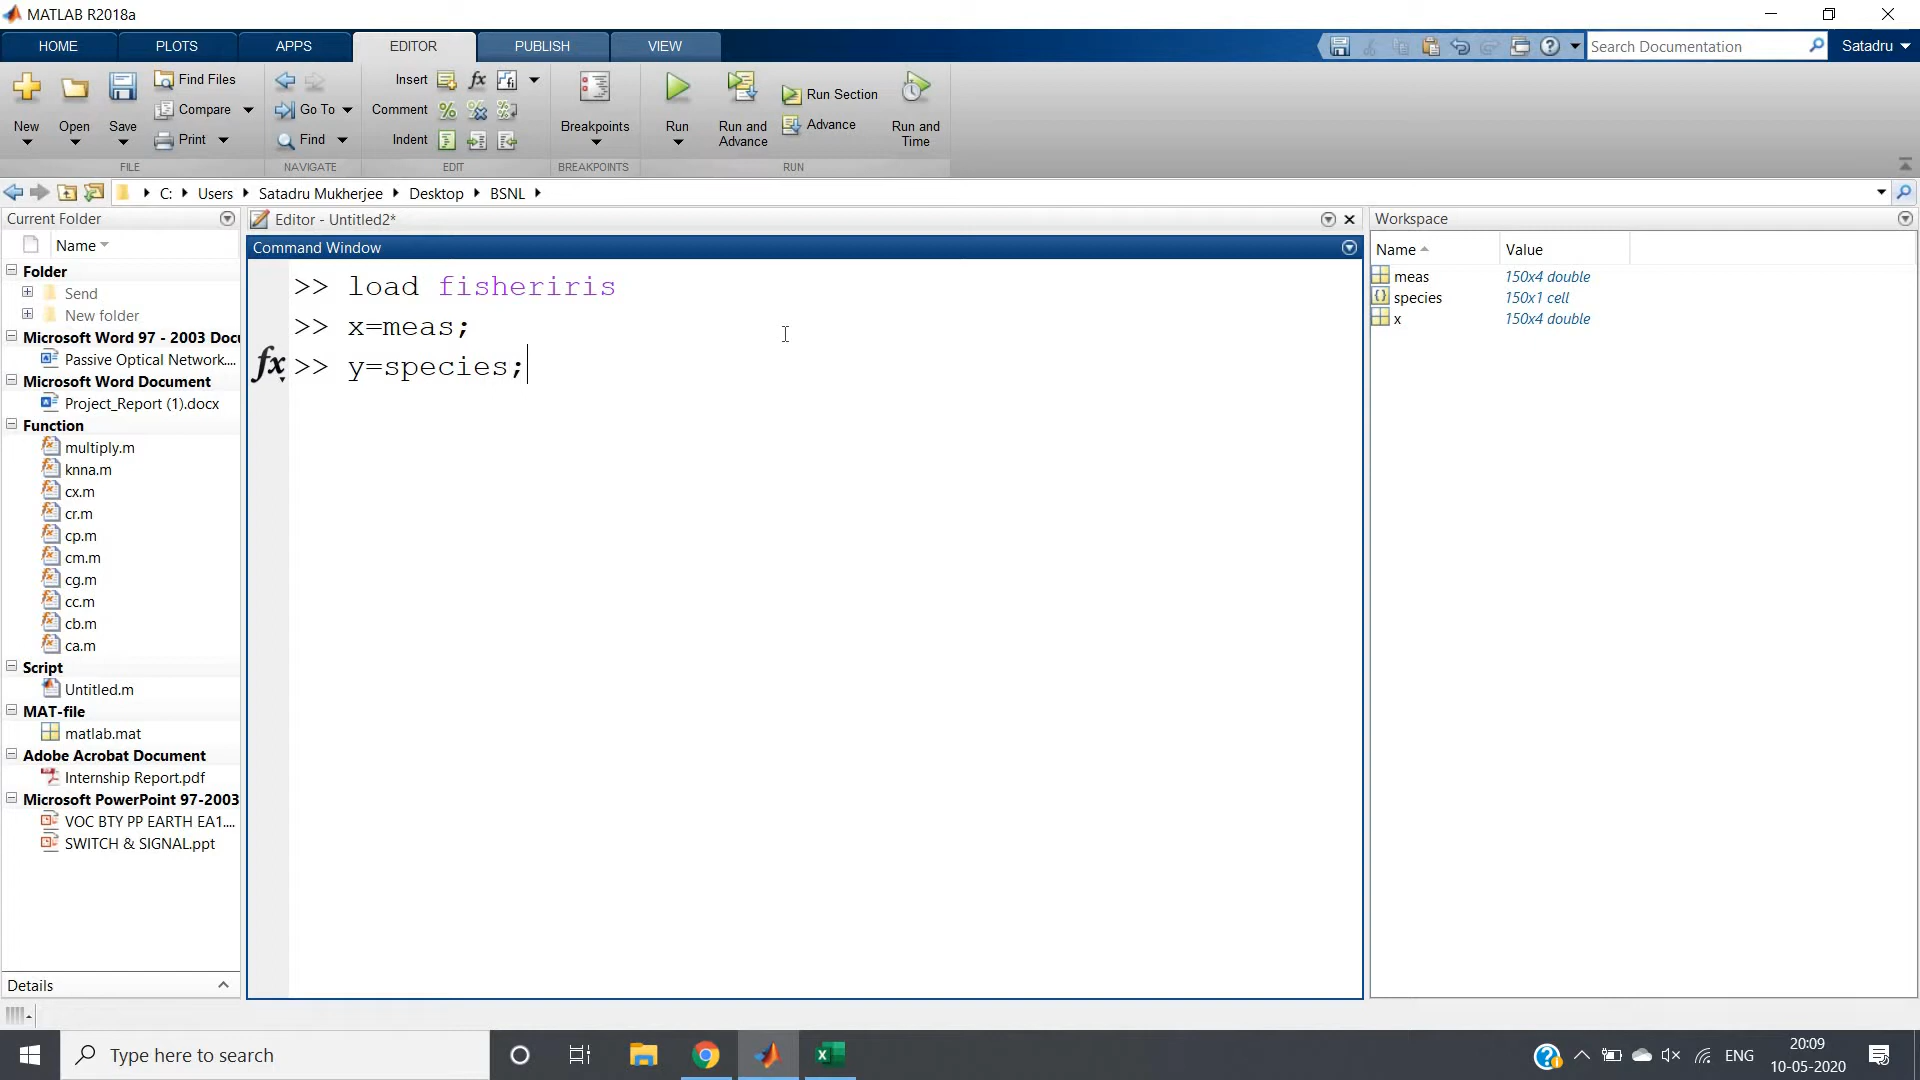 MATLAB R2018a
HOME PLOTS APPS EDITOR PUBLISH VIEW Search Documentation Satadru
New Open Save Find Files Compare Print Go To Find Insert fx Comment Indent Breakpoints Run Run and Advance Run Section Advance Run and Time
FILE NAVIGATE EDIT BREAKPOINTS RUN
C: Users Satadru Mukherjee Desktop BSNL
Current Folder
Name
Folder
Send
New folder
Microsoft Word 97 - 2003 Docu
Passive Optical Network....
Microsoft Word Document
Project_Report (1).docx
Function
multiply.m
knna.m
cx.m
cr.m
cp.m
cm.m
cg.m
cc.m
cb.m
ca.m
Script
Untitled.m
MAT-file
matlab.mat
Adobe Acrobat Document
Internship Report.pdf
Microsoft PowerPoint 97-2003
VOC BTY PP EARTH EA1....
SWITCH & SIGNAL.ppt
Details
Editor - Untitled2*
Command Window
>> load fisheriris
>> x=meas;
fx >> y=species;
Workspace
Name Value
meas 150x4 double
species 150x1 cell
x 150x4 double
Type here to search
ENG
20:09
10-05-2020